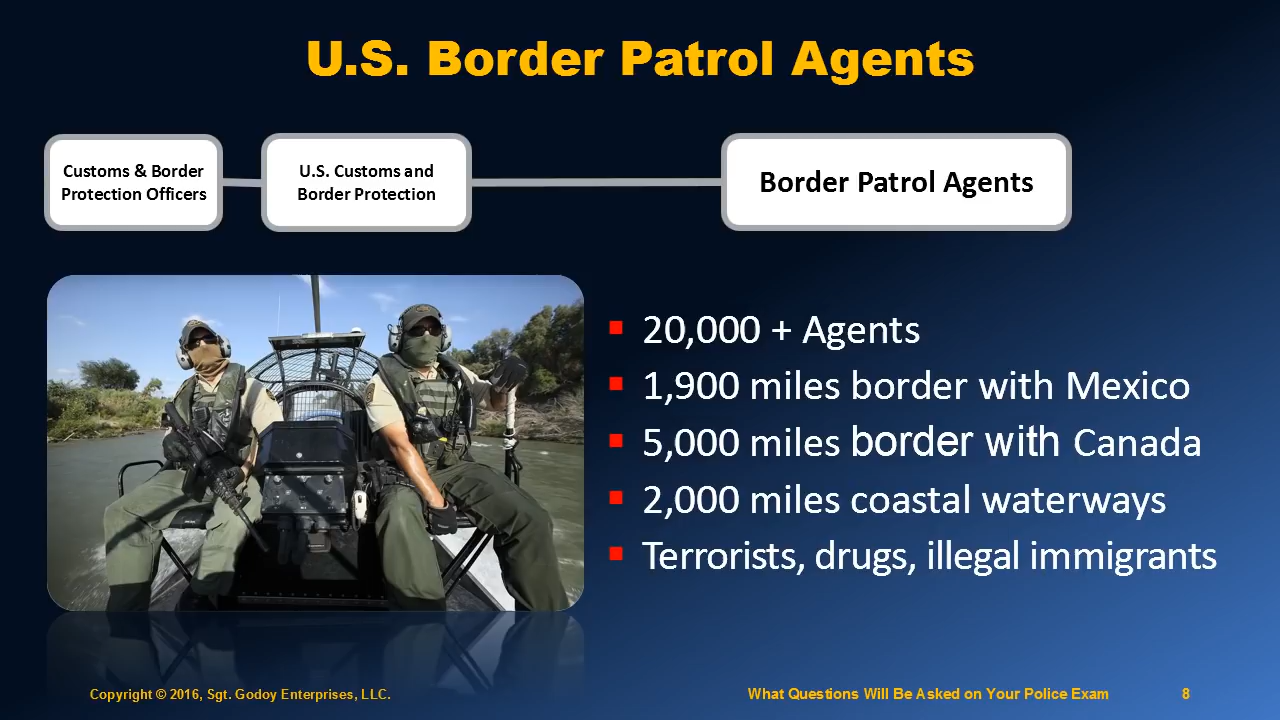 U.S. Border Patrol Agents
Customs & Border
Protection Officers
U.S. Customs and
Border Protection
Border Patrol Agents
20,000 + Agents
1,900 miles border with Mexico
5,000 miles border with Canada
2,000 miles coastal waterways
Terrorists, drugs, illegal immigrants
Copyright © 2016, Sgt. Godoy Enterprises, LLC.
What Questions Will Be Asked on Your Police Exam
8